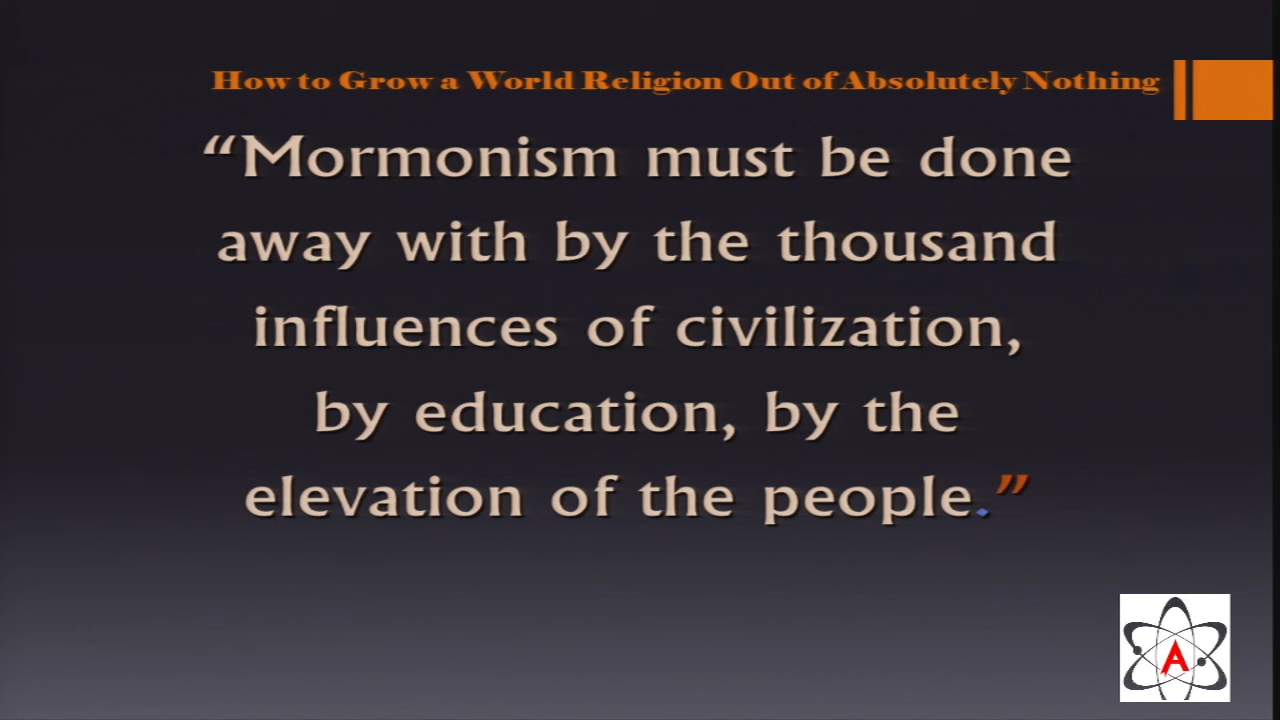 How to Grow a World Religion Out of Absolutely Nothing
“Mormonism must be done
away with by the thousand
influences of civilization,
by education, by the
elevation of the people.”
A